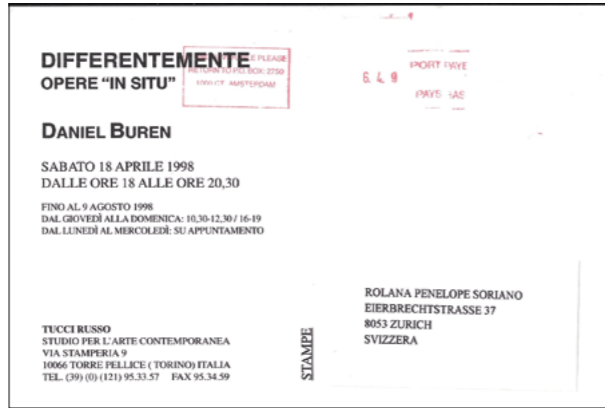 DIFFERENTEMENTE
OPERE “IN SITU”
E PLEASE
RETURN TO P.O. BOX: 2750
1000 CT AMSTERDAM
6. 4. 9
PORT PAYE
PAYS BAS
DANIEL BUREN
SABATO 18 APRILE 1998
DALLE ORE 18 ALLE ORE 20,30
FINO AL 9 AGOSTO 1998
DAL GIOVEDÌ ALLA DOMENICA: 10,30-12,30 / 16-19
DAL LUNEDÌ AL MERCOLEDÌ: SU APPUNTAMENTO
ROLANA PENELOPE SORIANO
EIERBRECHTSTRASSE 37
8053 ZURICH
SVIZZERA
TUCCI RUSSO
STUDIO PER L'ARTE CONTEMPORANEA
VIA STAMPERIA 9
10066 TORRE PELLICE ( TORINO) ITALIA
TEL. (39) (0) (121) 95.33.57 FAX 95.34.59
STAMPE